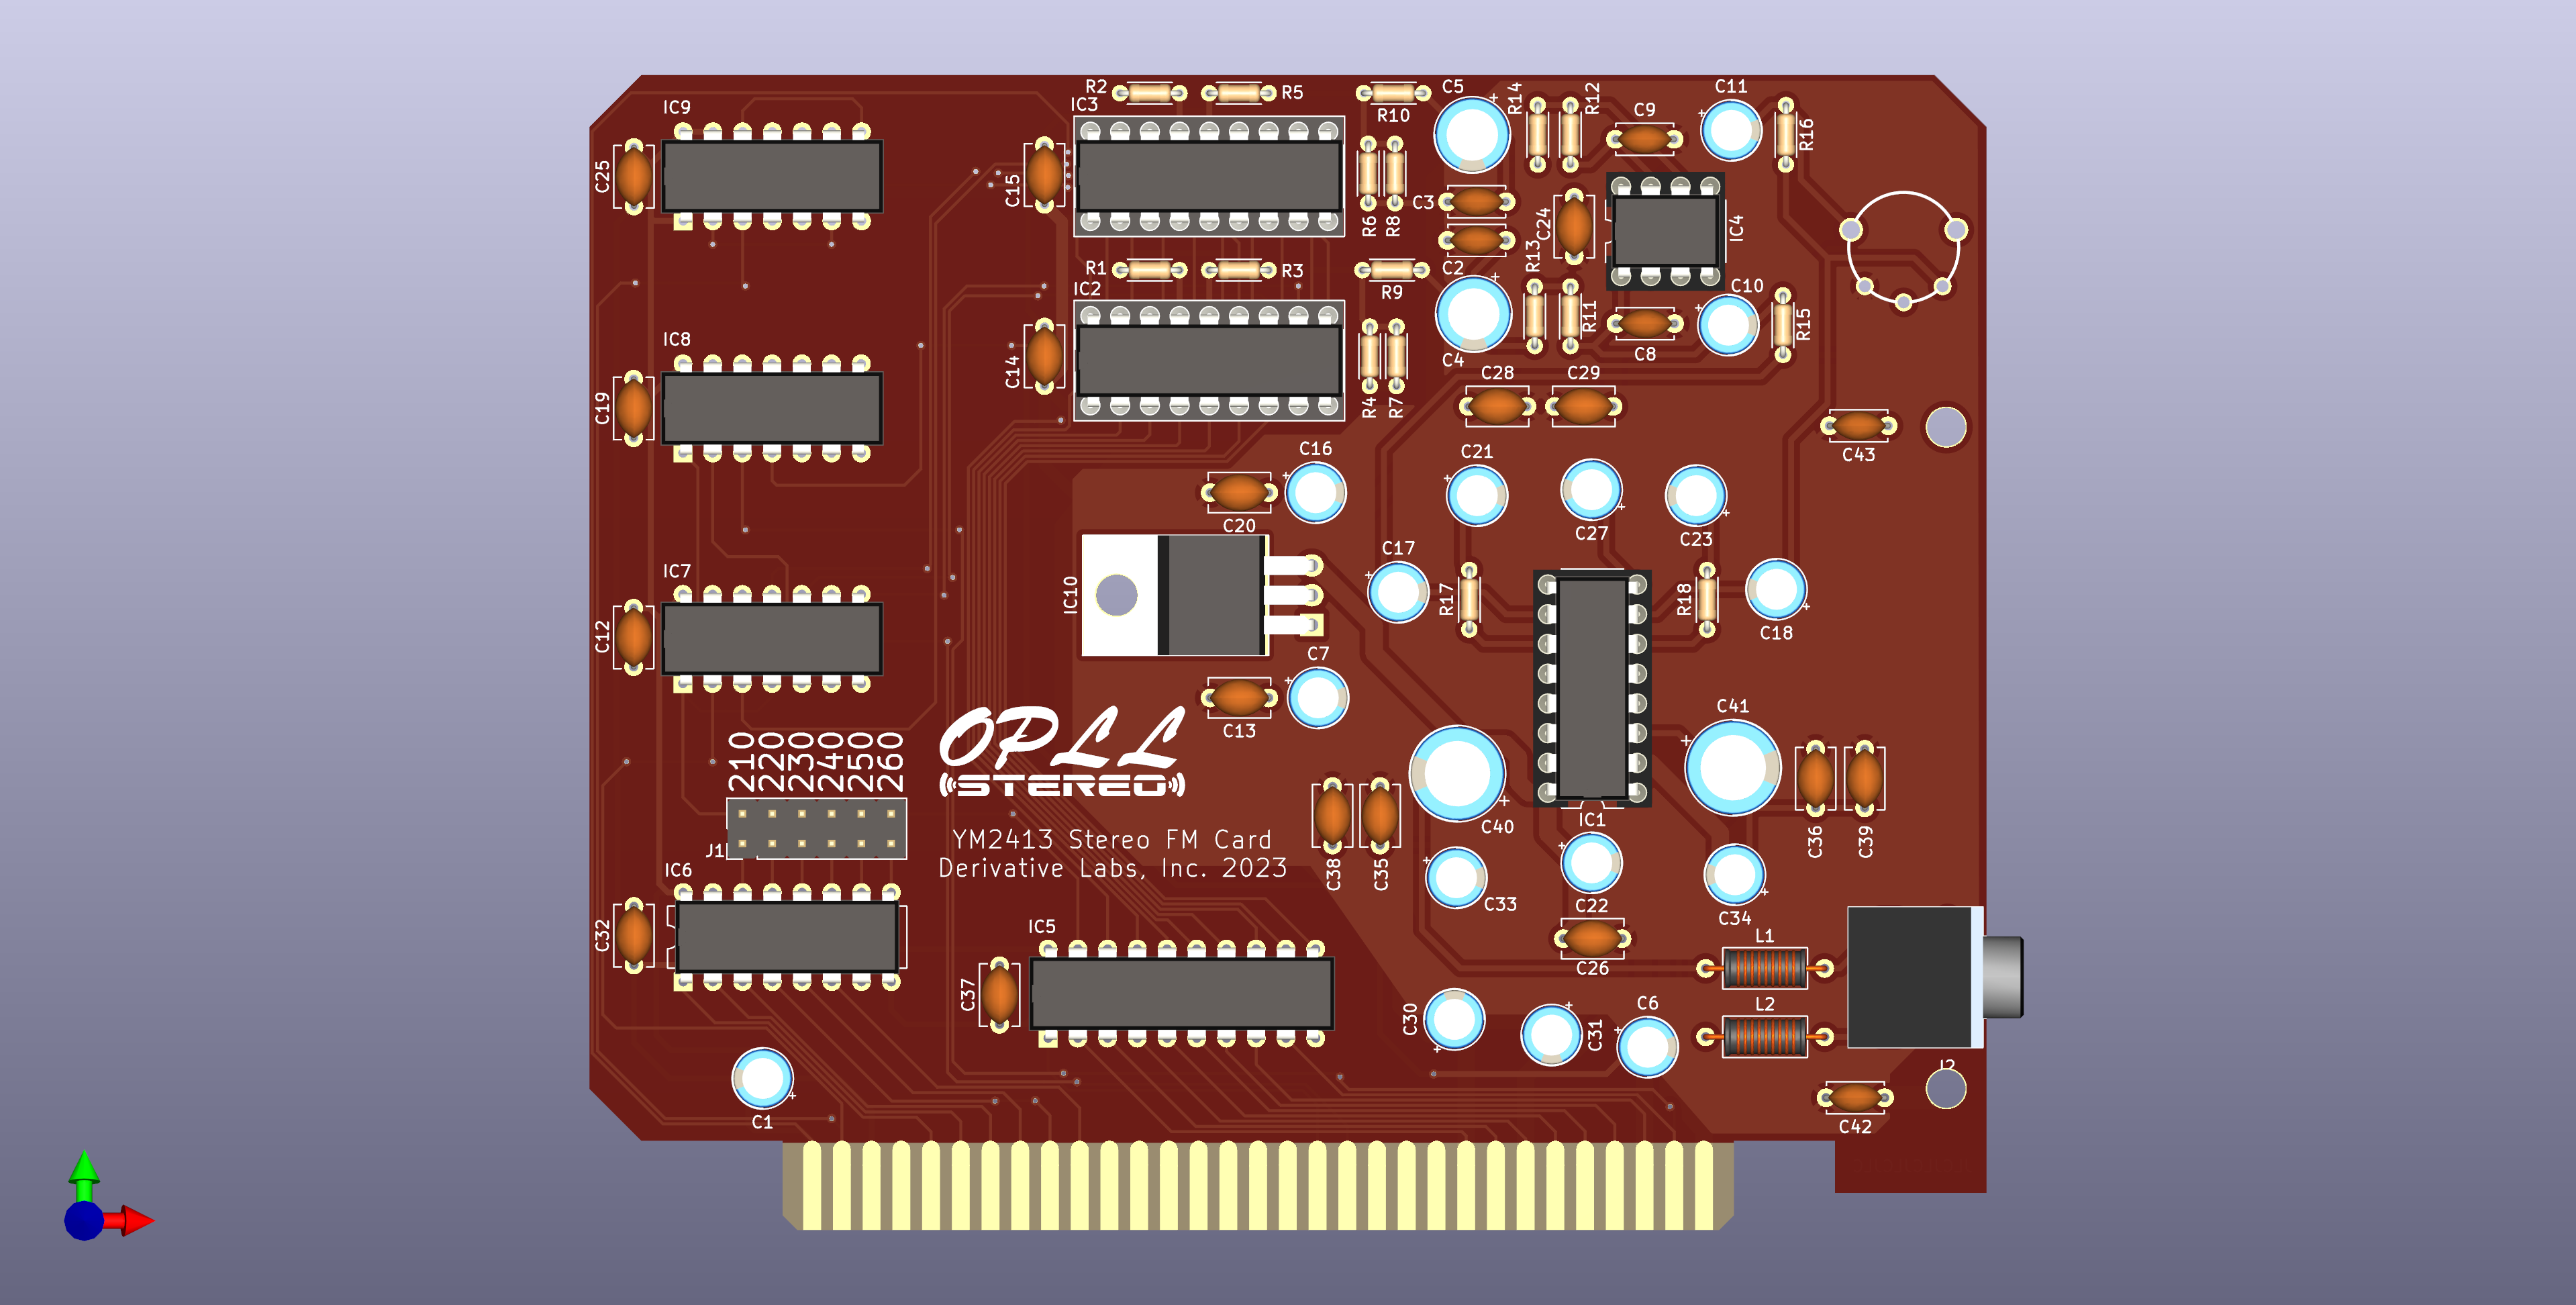 R2
R5
C5
R14
R12
C11
IC9
IC3
R10
C9
R16
C25
C15
R6
R8
C3
C24
IC4
R1
R3
C2
R13
IC2
R9
C10
IC8
C14
C4
R11
C8
R15
C19
R4
R7
C28
C29
C16
C21
C43
C20
C27
C23
C17
IC7
IC10
R17
R18
C12
C7
C18
C13
C41
210
220
230
240
250
260
OPLL
((STEREO))
J1
YM2413 Stereo FM Card
Derivative Labs, Inc. 2023
C40
IC1
C36
C39
IC6
C38
C35
C33
C22
C34
C32
IC5
L1
C26
C37
C30
C31
C6
L2
J2
C1
C42